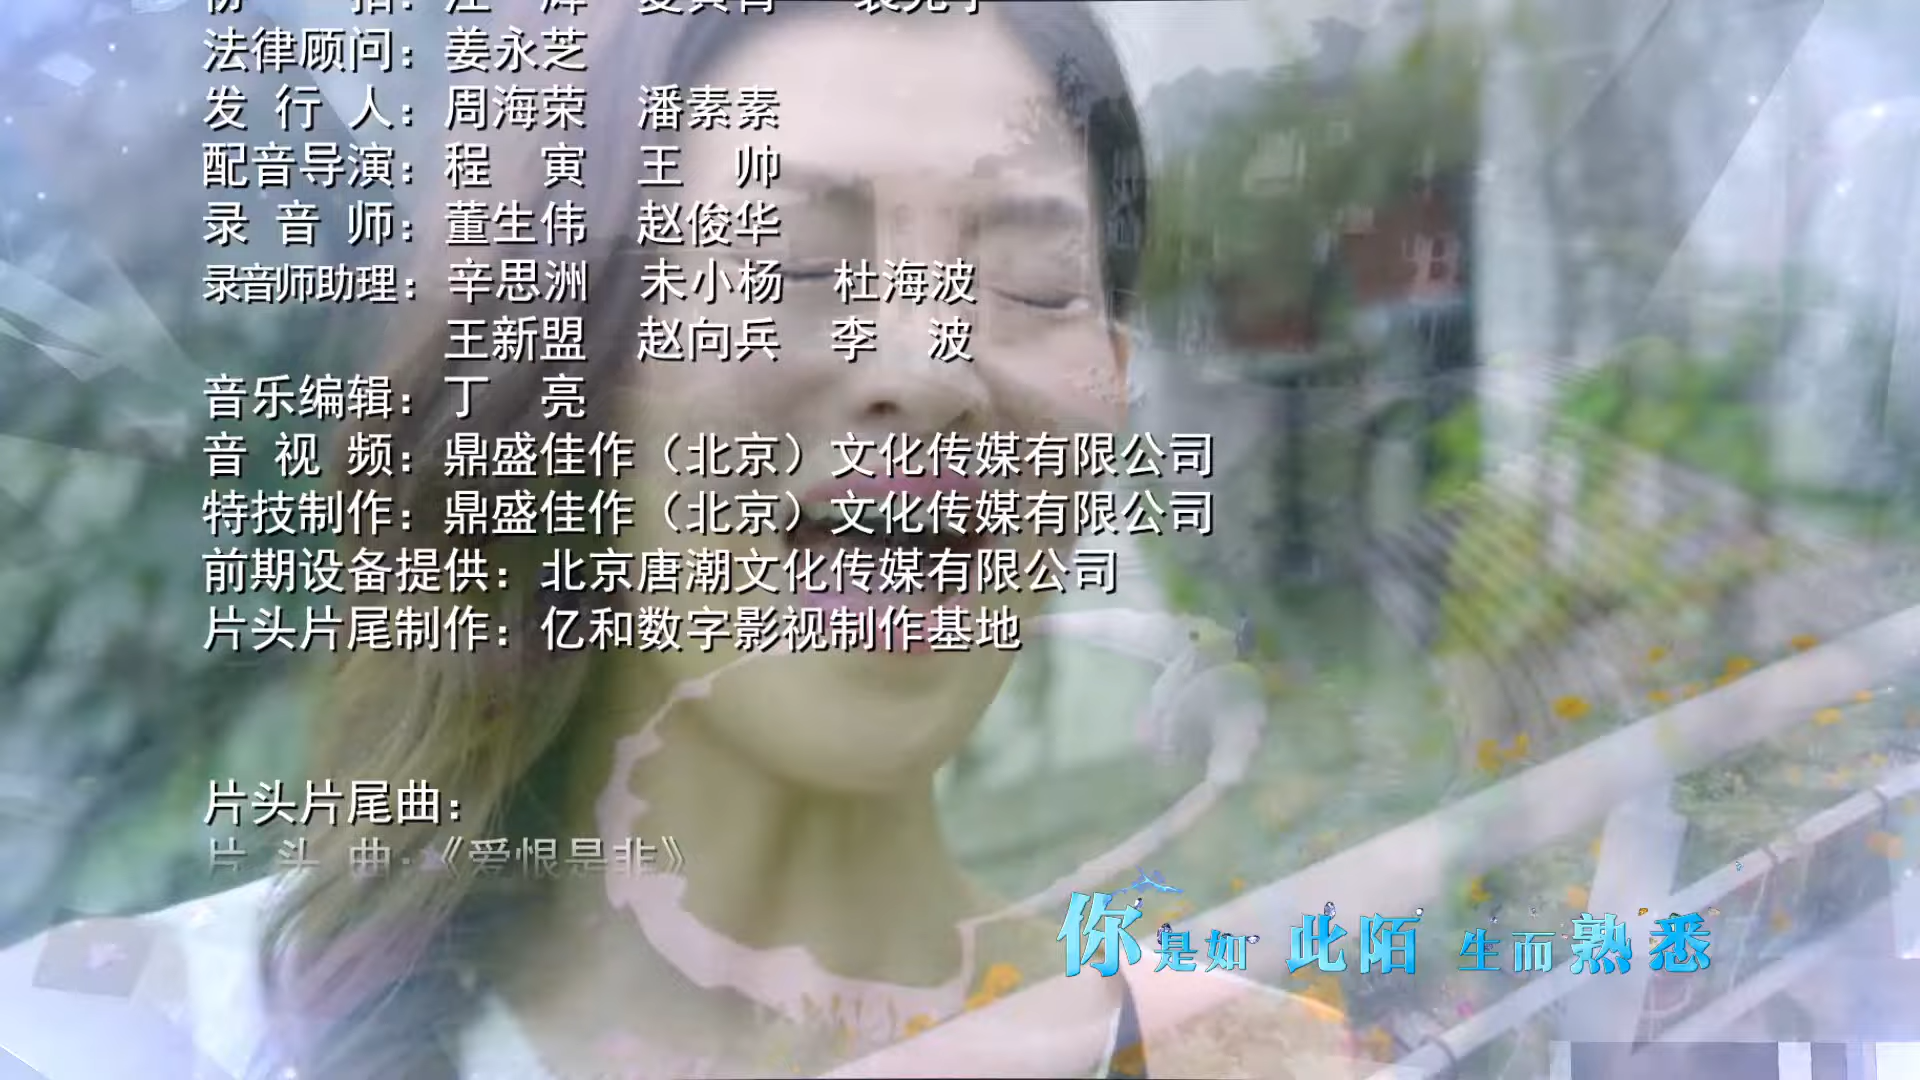 法律顾问：姜永芝
发 行 人：周海荣 潘素素
配音导演：程 寅 王 帅
录 音 师：董生伟 赵俊华
录音师助理：辛思洲 未小杨 杜海波
王新盟 赵向兵 李 波
音乐编辑：丁 亮
音 视 频：鼎盛佳作（北京）文化传媒有限公司
特技制作：鼎盛佳作（北京）文化传媒有限公司
前期设备提供：北京唐潮文化传媒有限公司
片头片尾制作：亿和数字影视制作基地
片头片尾曲：
片 头 曲：《爱恨是非》
你是如此陌生而熟悉